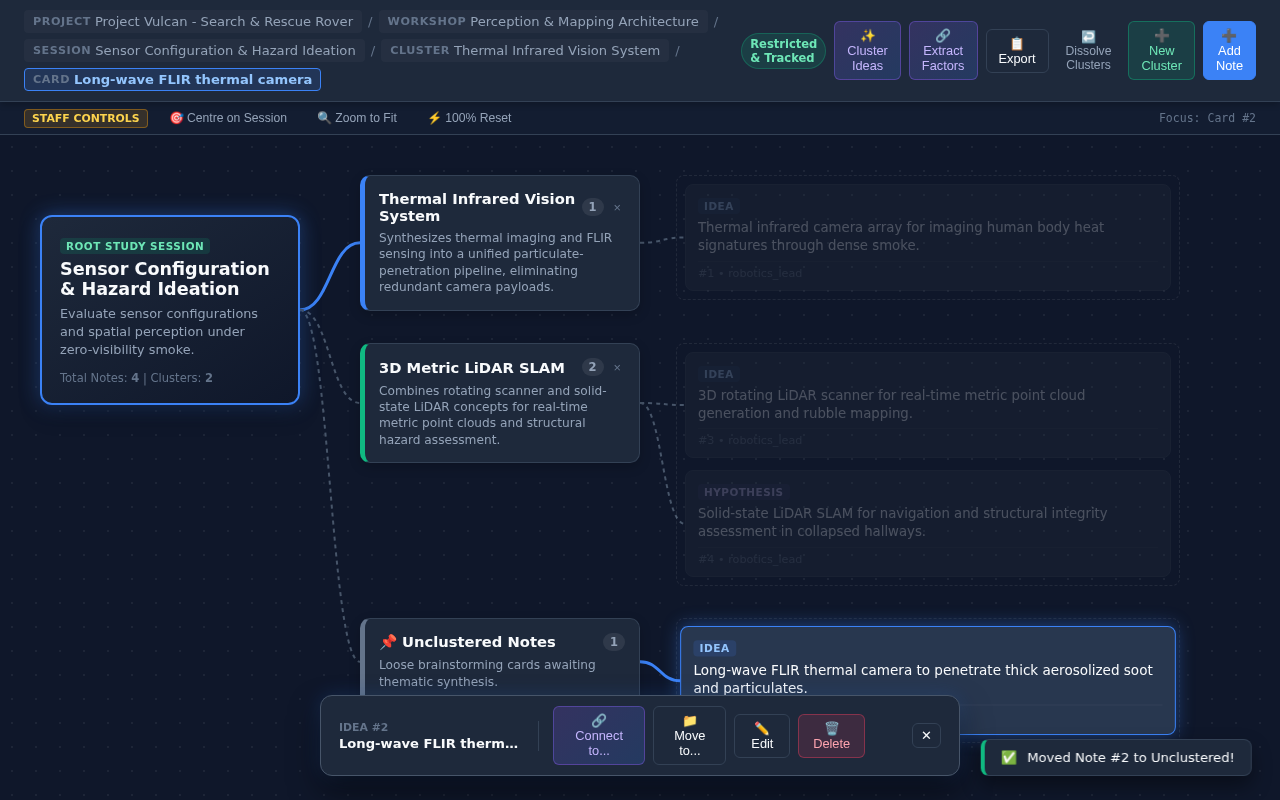 PROJECT Project Vulcan - Search & Rescue Rover / WORKSHOP Perception & Mapping Architecture /
SESSION Sensor Configuration & Hazard Ideation / CLUSTER Thermal Infrared Vision System /
CARD Long-wave FLIR thermal camera
Restricted
& Tracked
✨
Cluster
Ideas
🔗
Extract
Factors
📋
Export
↩️
Dissolve
Clusters
➕
New
Cluster
➕
Add
Note
STAFF CONTROLS 🎯 Centre on Session 🔍 Zoom to Fit ⚡ 100% Reset Focus: Card #2
ROOT STUDY SESSION
Sensor Configuration
& Hazard Ideation
Evaluate sensor configurations
and spatial perception under
zero-visibility smoke.
Total Notes: 4 | Clusters: 2
Thermal Infrared Vision
System
1 ×
Synthesizes thermal imaging and FLIR
sensing into a unified particulate-
penetration pipeline, eliminating
redundant camera payloads.
IDEA
Thermal infrared camera array for imaging human body heat
signatures through dense smoke.
#1 • robotics_lead
3D Metric LiDAR SLAM 2 ×
Combines rotating scanner and solid-
state LiDAR concepts for real-time
metric point clouds and structural
hazard assessment.
IDEA
3D rotating LiDAR scanner for real-time metric point cloud
generation and rubble mapping.
#3 • robotics_lead
HYPOTHESIS
Solid-state LiDAR SLAM for navigation and structural integrity
assessment in collapsed hallways.
#4 • robotics_lead
📌 Unclustered Notes 1
Loose brainstorming cards awaiting
thematic synthesis.
IDEA
Long-wave FLIR thermal camera to penetrate thick aerosolized soot
and particulates.
IDEA #2
Long-wave FLIR therm...
🔗
Connect
to...
📁
Move
to...
✏️
Edit
🗑️
Delete
✕
✅ Moved Note #2 to Unclustered!